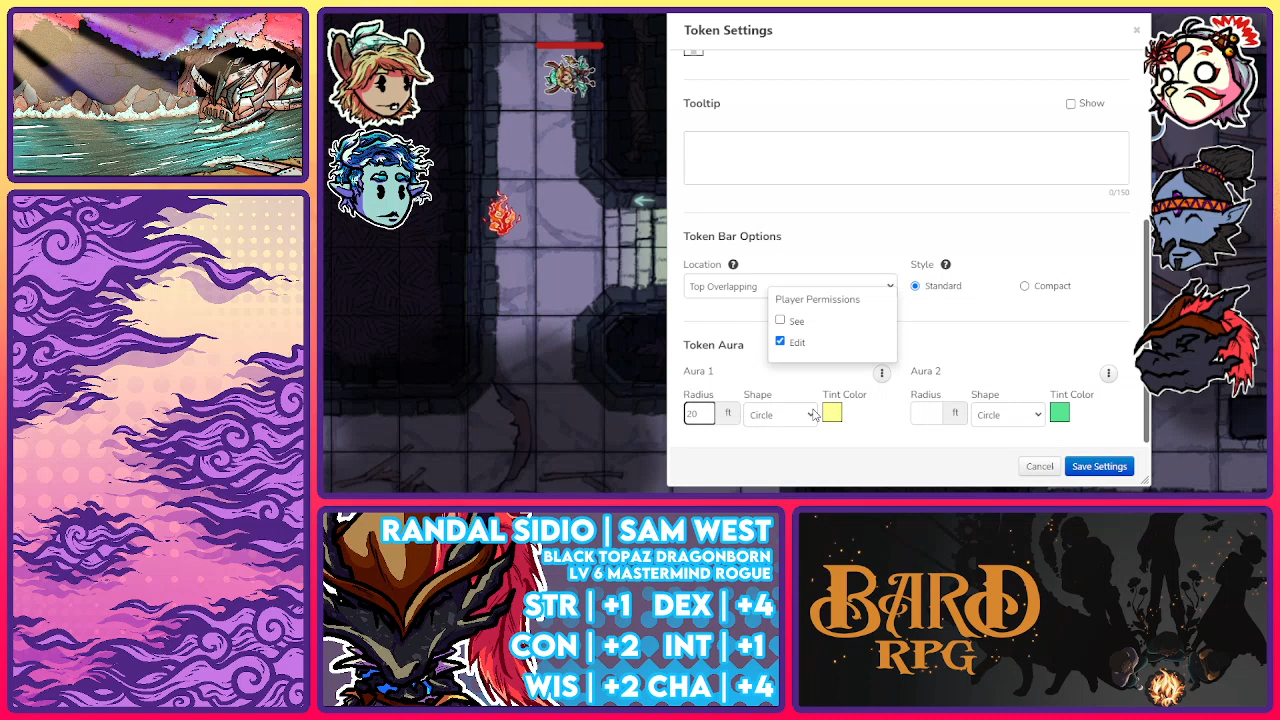 Token Settings
Tooltip
Show
0/150
Token Bar Options
Location
Style
Top Overlapping
Standard
Compact
Player Permissions
See
Edit
Token Aura
Aura 1
Aura 2
Radius Shape Tint Color
Radius Shape Tint Color
20 ft Circle
ft Circle
Cancel Save Settings
RANDAL SIDIO | SAM WEST
BLACK TOPAZ DRAGONBORN
LV 6 MASTERMIND ROGUE
STR | +1 DEX | +4
CON | +2 INT | +1
WIS | +2 CHA | +4
BARD
RPG